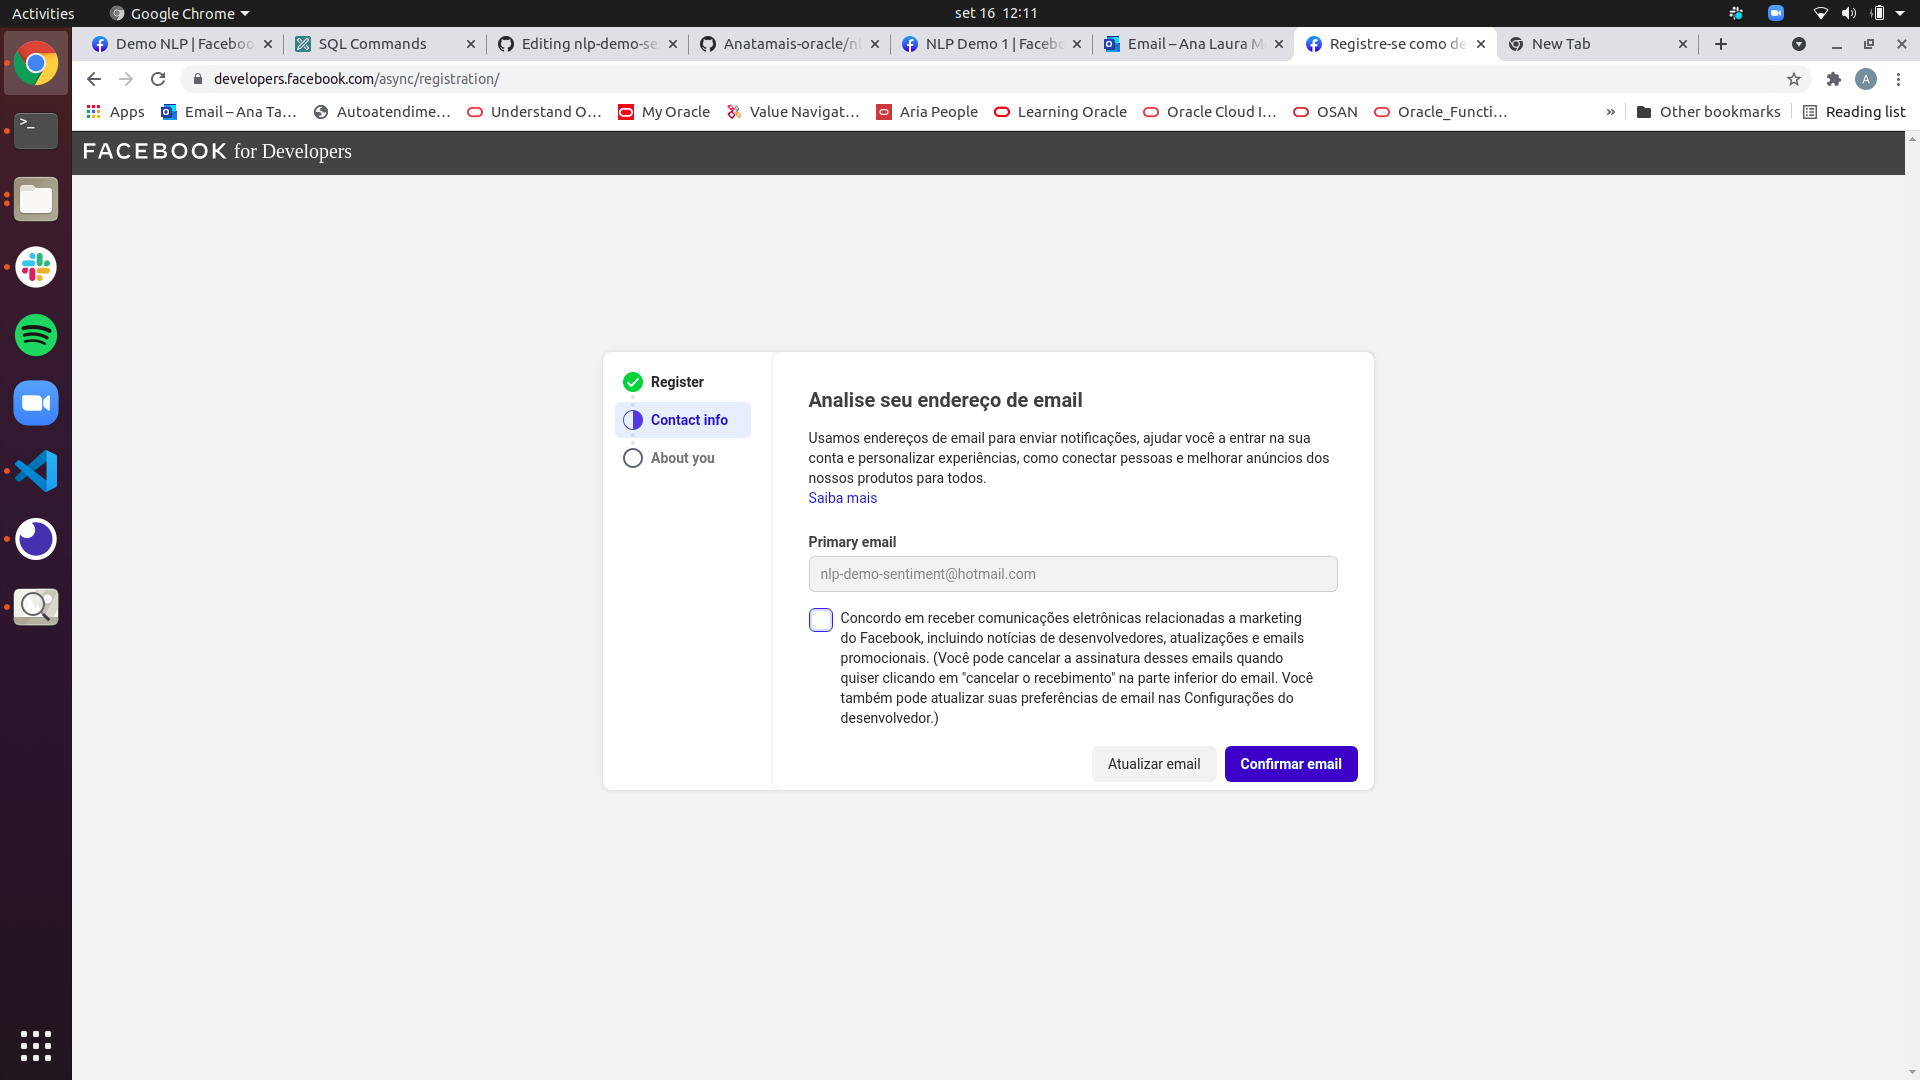 Activities
Google Chrome
set 16 12:11
Demo NLP | Faceboo
SQL Commands
Editing nlp-demo-se
Anatamais-oracle/nl
NLP Demo 1 | Facebo
Email – Ana Laura M
Registre-se como de
New Tab
developers.facebook.com/async/registration/
A
Apps
Email – Ana Ta…
Autoatendime…
Understand O…
My Oracle
Value Navigat…
Aria People
Learning Oracle
Oracle Cloud I…
OSAN
Oracle_Functi…
»
Other bookmarks
Reading list
FACEBOOK for Developers
Register
Contact info
About you
Analise seu endereço de email
Usamos endereços de email para enviar notificações, ajudar você a entrar na sua
conta e personalizar experiências, como conectar pessoas e melhorar anúncios dos
nossos produtos para todos.
Saiba mais
Primary email
nlp-demo-sentiment@hotmail.com
Concordo em receber comunicações eletrônicas relacionadas a marketing
do Facebook, incluindo notícias de desenvolvedores, atualizações e emails
promocionais. (Você pode cancelar a assinatura desses emails quando
quiser clicando em "cancelar o recebimento" na parte inferior do email. Você
também pode atualizar suas preferências de email nas Configurações do
desenvolvedor.)
Atualizar email
Confirmar email